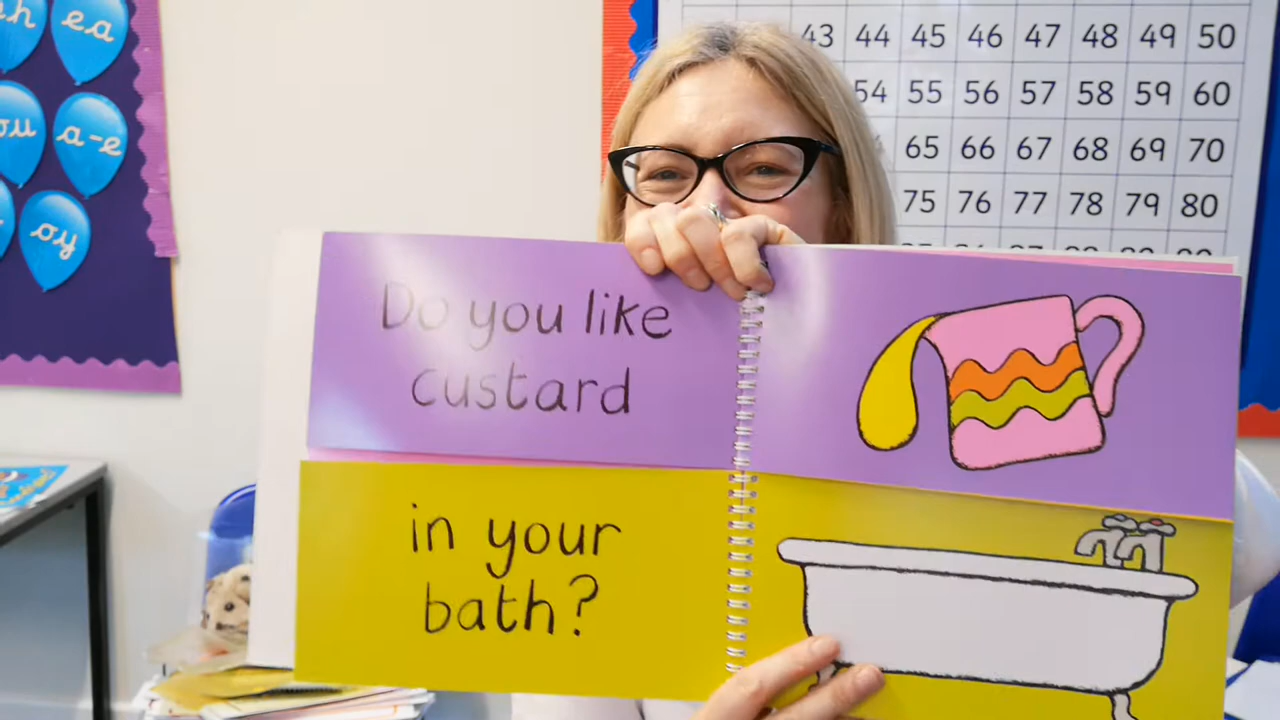 ea
a-e
oy
43 44 45 46 47 48 49 50
54 55 56 57 58 59 60
65 66 67 68 69 70
75 76 77 78 79 80
Do you like
custard
in your
bath?